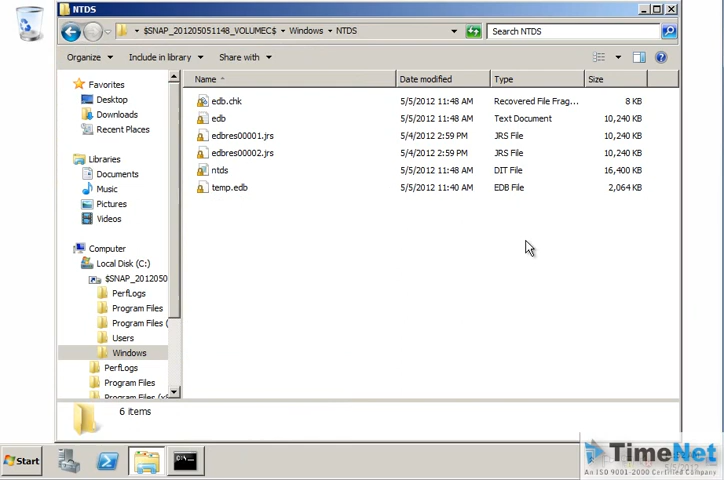 NTDS
$SNAP_201205051148_VOLUMEC$ Windows NTDS
Search NTDS
Organize Include in library Share with
Name Date modified Type Size
Favorites
Desktop
Downloads
Recent Places
Libraries
Documents
Music
Pictures
Videos
Computer
Local Disk (C:)
$SNAP_2012050
PerfLogs
Program Files
Program Files (
Users
Windows
PerfLogs
Program Files
Program Files (x8
edb.chk 5/5/2012 11:48 AM Recovered File Frag... 8 KB
edb 5/5/2012 11:48 AM Text Document 10,240 KB
edbres00001.jrs 5/4/2012 2:59 PM JRS File 10,240 KB
edbres00002.jrs 5/4/2012 2:59 PM JRS File 10,240 KB
ntds 5/5/2012 11:48 AM DIT File 16,400 KB
temp.edb 5/5/2012 11:40 AM EDB File 2,064 KB
6 items
Start
C:\_
TimeNet
An ISO 9001-2000 Certified Company
5/5/2012